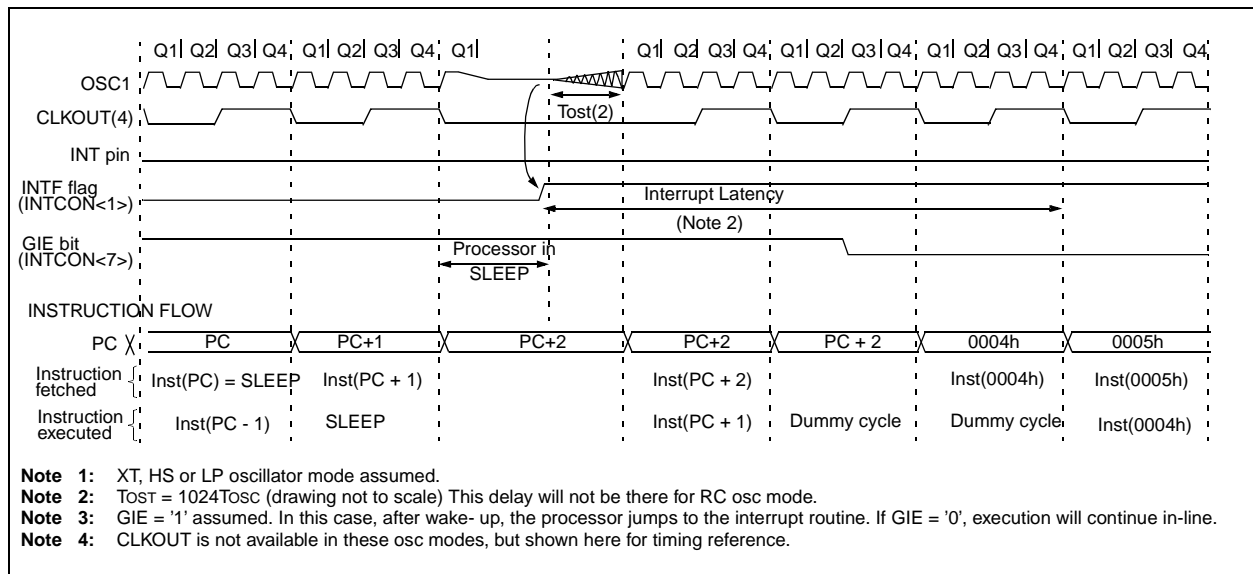 Q1 Q2 Q3 Q4 Q1 Q2 Q3 Q4 Q1 Q1 Q2 Q3 Q4 Q1 Q2 Q3 Q4 Q1 Q2 Q3 Q4 Q1 Q2 Q3 Q4
OSC1
Tost(2)
CLKOUT(4)
INT pin
INTF flag
(INTCON<1>)
Interrupt Latency
(Note 2)
GIE bit
(INTCON<7>)
Processor in
SLEEP
INSTRUCTION FLOW
PC PC PC+1 PC+2 PC+2 PC + 2 0004h 0005h
Instruction
fetched
Inst(PC) = SLEEP Inst(PC + 1) Inst(PC + 2) Inst(0004h) Inst(0005h)
Instruction
executed
Inst(PC - 1) SLEEP Inst(PC + 1) Dummy cycle Dummy cycle Inst(0004h)
Note 1: XT, HS or LP oscillator mode assumed.
Note 2: TOST = 1024TOSC (drawing not to scale) This delay will not be there for RC osc mode.
Note 3: GIE = '1' assumed. In this case, after wake- up, the processor jumps to the interrupt routine. If GIE = '0', execution will continue in-line.
Note 4: CLKOUT is not available in these osc modes, but shown here for timing reference.